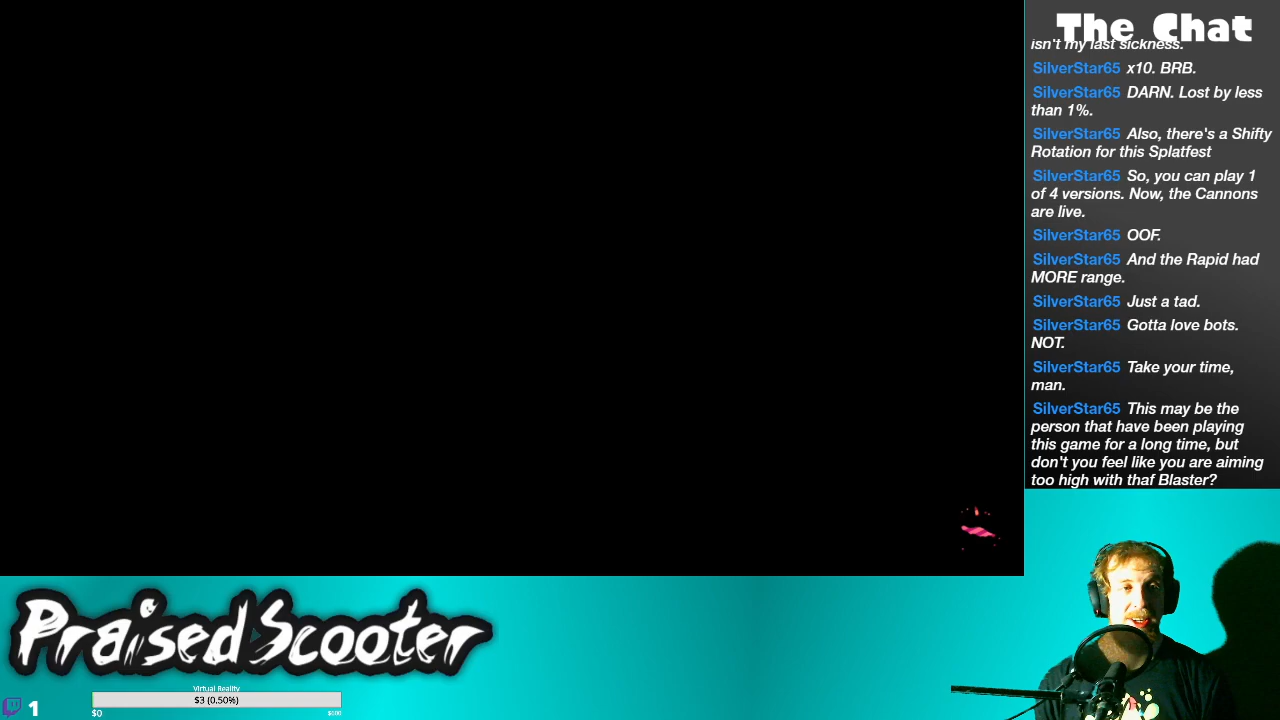 The Chat
isn't my last sickness.
SilverStar65 x10. BRB.
SilverStar65 DARN. Lost by less
than 1%.
SilverStar65 Also, there's a Shifty
Rotation for this Splatfest
SilverStar65 So, you can play 1
of 4 versions. Now, the Cannons
are live.
SilverStar65 OOF.
SilverStar65 And the Rapid had
MORE range.
SilverStar65 Just a tad.
SilverStar65 Gotta love bots.
NOT.
SilverStar65 Take your time,
man.
SilverStar65 This may be the
person that have been playing
this game for a long time, but
don't you feel like you are aiming
too high with thaf Blaster?
PraisedScooter
Virtual Reality
$3 (0.50%)
$0
1